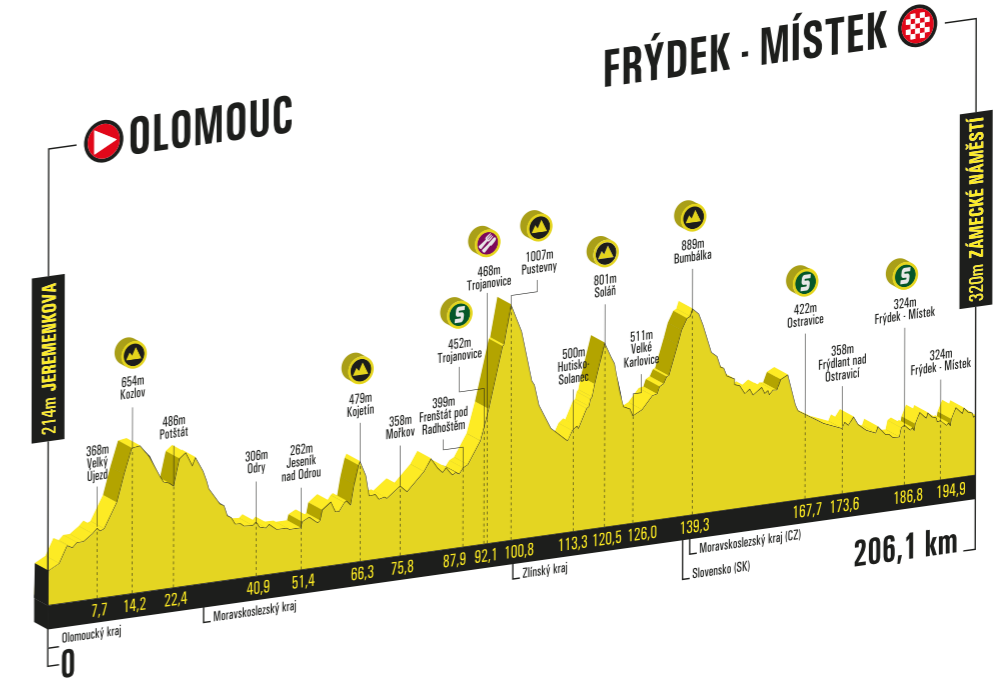 OLOMOUC
FRÝDEK - MÍSTEK
214m JEREMENKOVA
320m ZÁMECKÉ NÁMĚSTÍ
368m
Velký
Újezd
654m
Kozlov
486m
Potštát
306m
Odry
262m
Jeseník
nad Odrou
479m
Kojetín
358m
Mořkov
399m
Frenštát pod
Radhoštěm
S
452m
Trojanovice
468m
Trojanovice
1007m
Pustevny
500m
Hutisko-
Solanec
801m
Soláň
511m
Velké
Karlovice
889m
Bumbálka
S
422m
Ostravice
358m
Frýdlant nad
Ostravicí
S
324m
Frýdek - Místek
324m
Frýdek - Místek
7,7
14,2
22,4
40,9
51,4
66,3
75,8
87,9
92,1
100,8
113,3
120,5
126,0
139,3
167,7
173,6
186,8
194,9
206,1 km
Olomoucký kraj
Moravskoslezský kraj
Zlínský kraj
Moravskoslezský kraj (CZ)
Slovensko (SK)
0